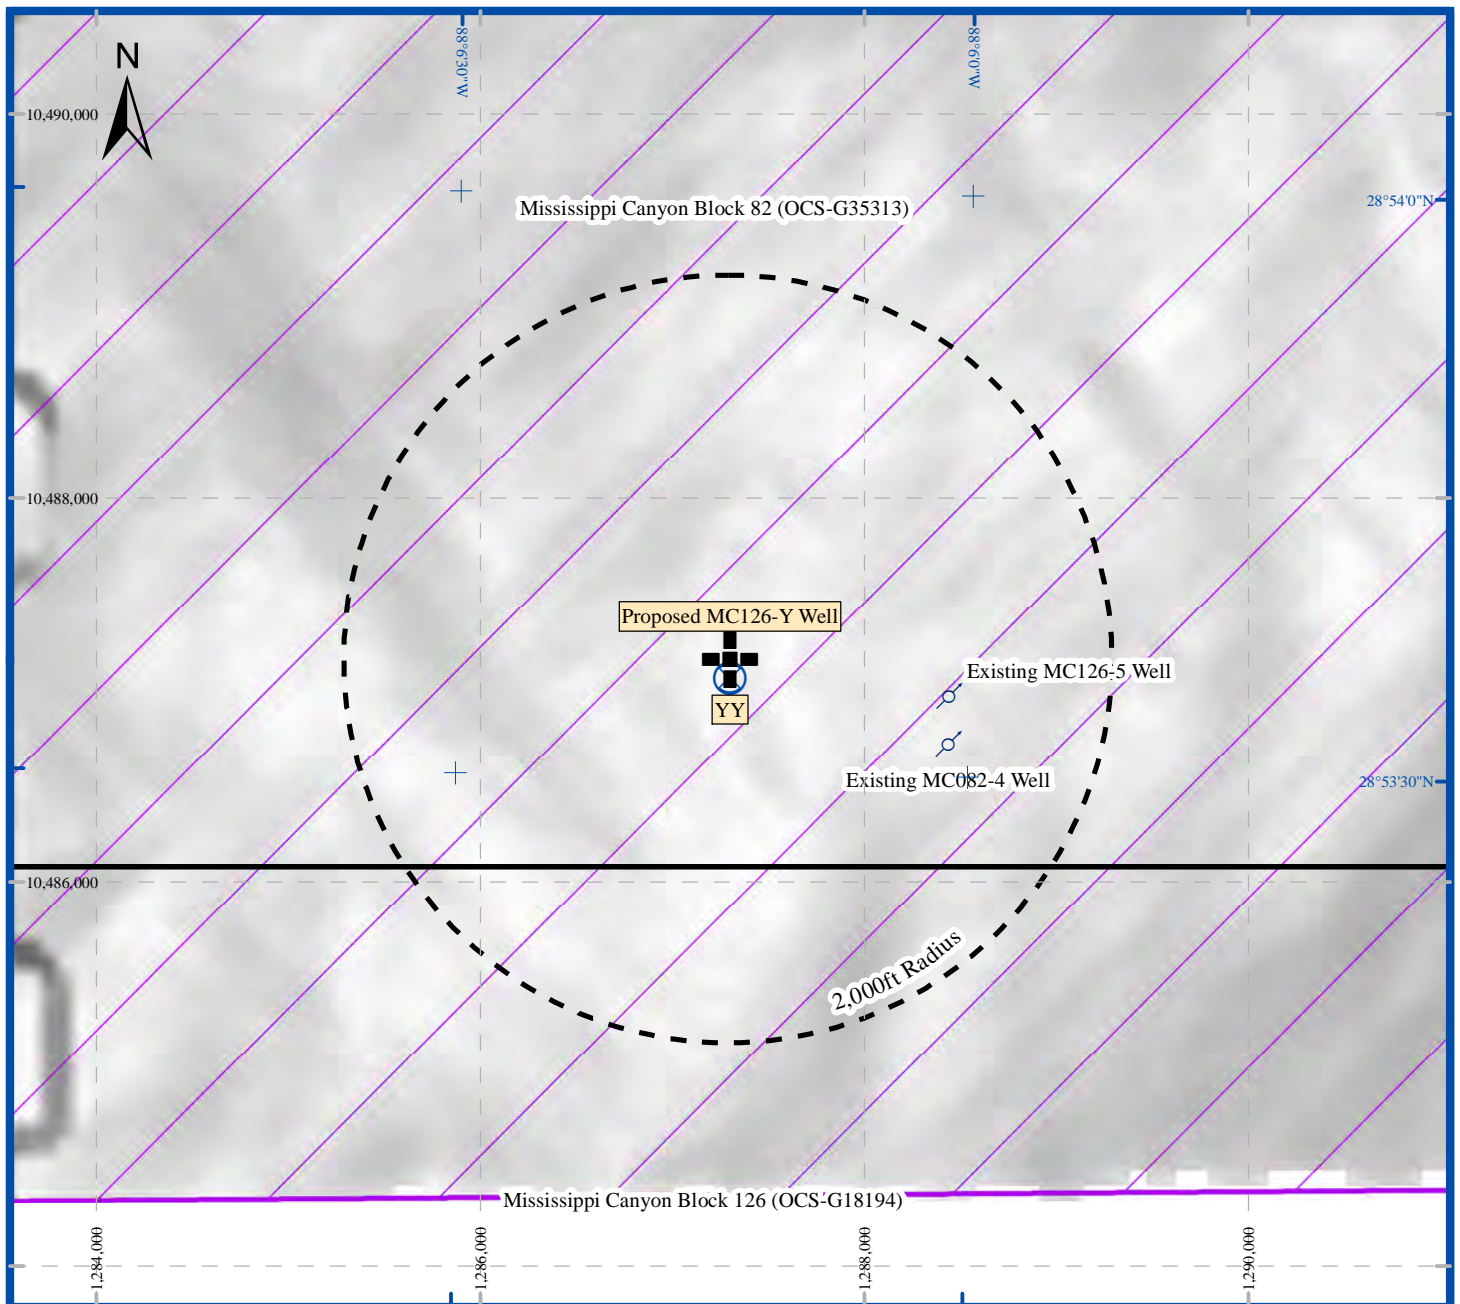 N
88°6'30"W
88°6'0"W
10,490,000
Mississippi Canyon Block 82 (OCS-G35313)
28°54'0"N
10,488,000
Proposed MC126-Y Well
Existing MC126-5 Well
YY
Existing MC082-4 Well
28°53'30"N
10,486,000
2,000ft Radius
Mississippi Canyon Block 126 (OCS-G18194)
1,284,000
1,286,000
1,288,000
1,290,000